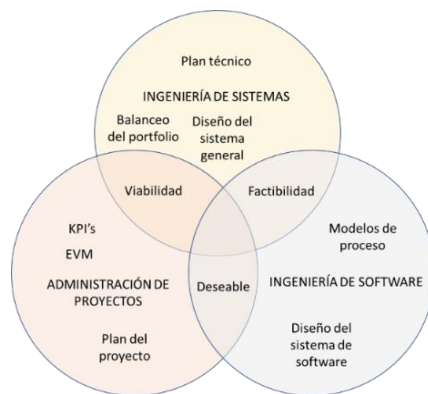 Plan técnico
INGENIERÍA DE SISTEMAS
Balanceo
del portfolio
Diseño del
sistema
general
Viabilidad
Factibilidad
KPI's
EVM
ADMINISTRACIÓN DE
PROYECTOS
Plan del
proyecto
Deseable
Modelos de
proceso
INGENIERÍA DE SOFTWARE
Diseño del
sistema de
software